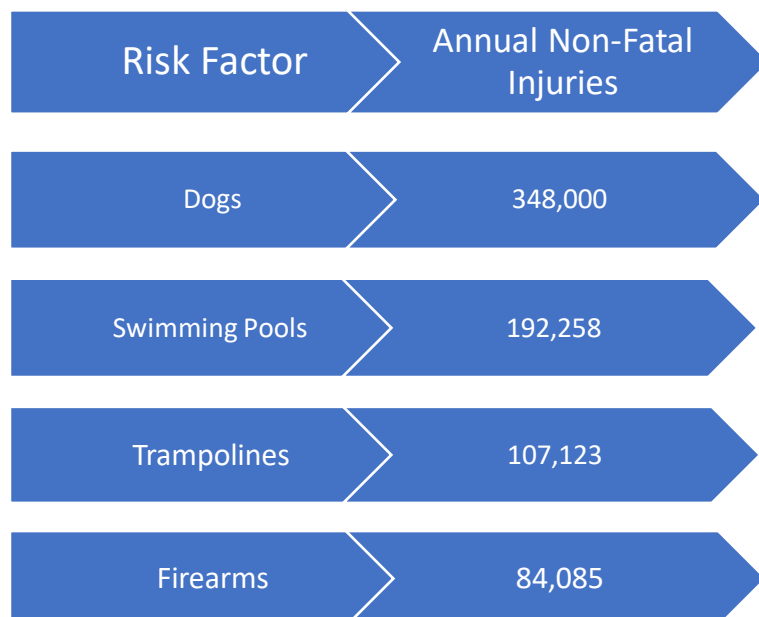 Risk Factor
Annual Non-Fatal
Injuries
Dogs
348,000
Swimming Pools
192,258
Trampolines
107,123
Firearms
84,085